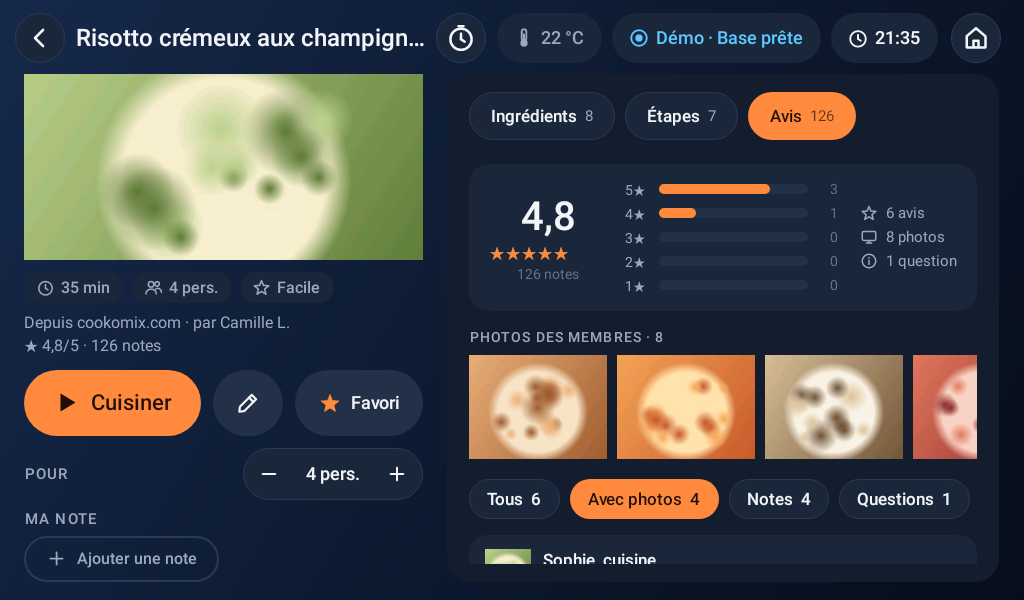 Risotto crémeux aux champign...
22 °C
Démo · Base prête
21:35
35 min
4 pers.
Facile
Depuis cookomix.com · par Camille L.
★ 4,8/5 · 126 notes
Cuisiner
Favori
POUR
− 4 pers. +
MA NOTE
+ Ajouter une note
Ingrédients 8
Étapes 7
Avis 126
4,8
★★★★★
126 notes
5★ 3
4★ 1
3★ 0
2★ 0
1★ 0
6 avis
8 photos
1 question
PHOTOS DES MEMBRES · 8
Tous 6
Avec photos 4
Notes 4
Questions 1
Sophie_cuisine